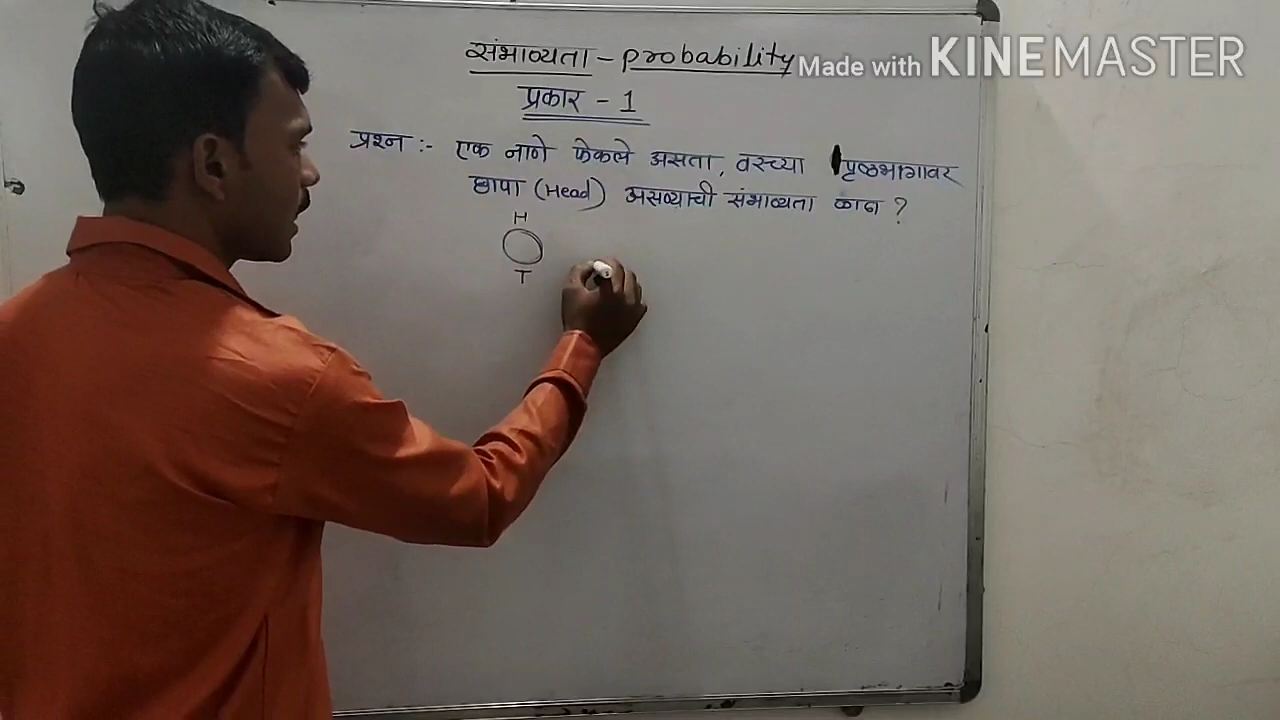 संभाव्यता - probability
Made with KINEMASTER
प्रकार - 1
प्रश्न :- एक नाणे फेकले असता, वरच्या पृष्ठभागावर
छापा (Head) असण्याची संभाव्यता काढा ?
H
T